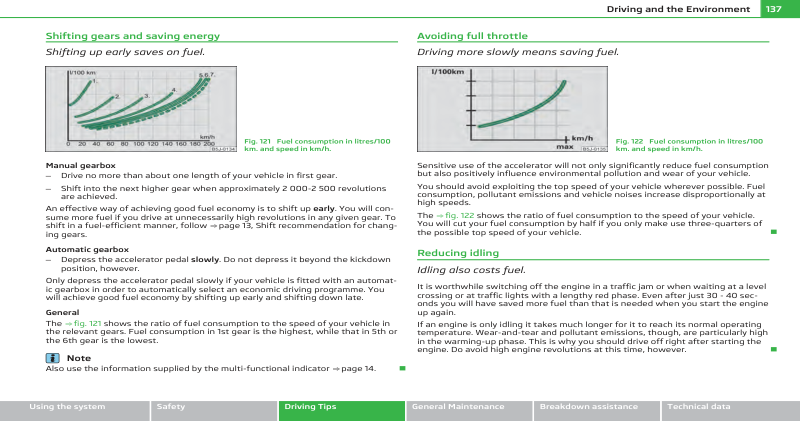 Driving and the Environment 137
Shifting gears and saving energy
Shifting up early saves on fuel.
l/100 km
1.
2.
3.
4.
5.
6.
7.
km/h
0 20 40 60 80 100 120 140 160 180 200
B5J-0134
Fig. 121 Fuel consumption in litres/100
km. and speed in km/h.
Manual gearbox
– Drive no more than about one length of your vehicle in first gear.
– Shift into the next higher gear when approximately 2 000-2 500 revolutions
are achieved.
An effective way of achieving good fuel economy is to shift up early. You will con-
sume more fuel if you drive at unnecessarily high revolutions in any given gear. To
shift in a fuel-efficient manner, follow ⇒ page 13, Shift recommendation for chang-
ing gears.
Automatic gearbox
– Depress the accelerator pedal slowly. Do not depress it beyond the kickdown
position, however.
Only depress the accelerator pedal slowly if your vehicle is fitted with an automat-
ic gearbox in order to automatically select an economic driving programme. You
will achieve good fuel economy by shifting up early and shifting down late.
General
The ⇒ fig. 121 shows the ratio of fuel consumption to the speed of your vehicle in
the relevant gears. Fuel consumption in 1st gear is the highest, while that in 5th or
the 6th gear is the lowest.
i Note
Also use the information supplied by the multi-functional indicator ⇒ page 14.
Avoiding full throttle
Driving more slowly means saving fuel.
l/100km
km/h
max
Fig. 122 Fuel consumption in litres/100
km. and speed in km/h.
Sensitive use of the accelerator will not only significantly reduce fuel consumption
but also positively influence environmental pollution and wear of your vehicle.
You should avoid exploiting the top speed of your vehicle wherever possible. Fuel
consumption, pollutant emissions and vehicle noises increase disproportionally at
high speeds.
The ⇒ fig. 122 shows the ratio of fuel consumption to the speed of your vehicle.
You will cut your fuel consumption by half if you only make use three-quarters of
the possible top speed of your vehicle.
Reducing idling
Idling also costs fuel.
It is worthwhile switching off the engine in a traffic jam or when waiting at a level
crossing or at traffic lights with a lengthy red phase. Even after just 30 - 40 sec-
onds you will have saved more fuel than that is needed when you start the engine
up again.
If an engine is only idling it takes much longer for it to reach its normal operating
temperature. Wear-and-tear and pollutant emissions, though, are particularly high
in the warming-up phase. This is why you should drive off right after starting the
engine. Do avoid high engine revolutions at this time, however.
Using the system Safety Driving Tips General Maintenance Breakdown assistance Technical data